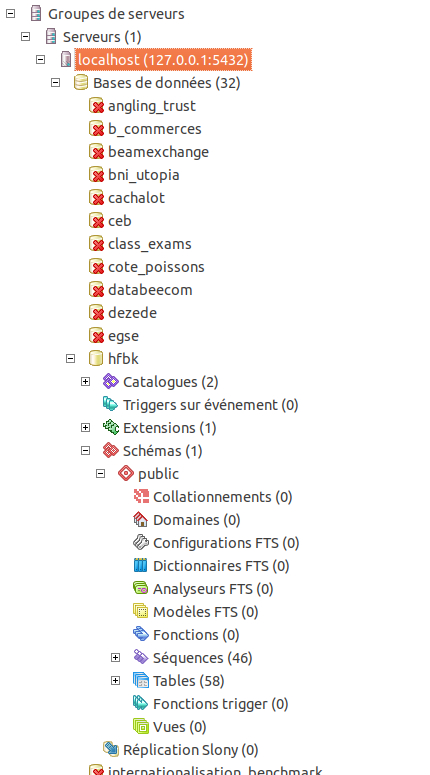 Groupes de serveurs
Serveurs (1)
localhost (127.0.0.1:5432)
Bases de données (32)
angling_trust
b_commerces
beamexchange
bni_utopia
cachalot
ceb
class_exams
cote_poissons
databeecom
dezede
egse
hfbk
Catalogues (2)
Triggers sur événement (0)
Extensions (1)
Schémas (1)
public
Collationnements (0)
Domaines (0)
Configurations FTS (0)
Dictionnaires FTS (0)
Analyseurs FTS (0)
Modèles FTS (0)
Fonctions (0)
Séquences (46)
Tables (58)
Fonctions trigger (0)
Vues (0)
Réplication Slony (0)
internationalisation_benchmark